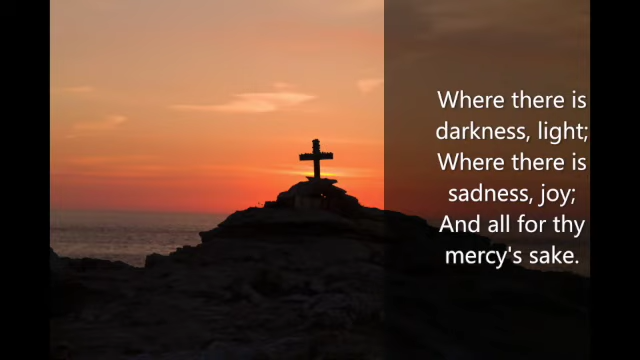 Where there is
darkness, light;
Where there is
sadness, joy;
And all for thy
mercy's sake.